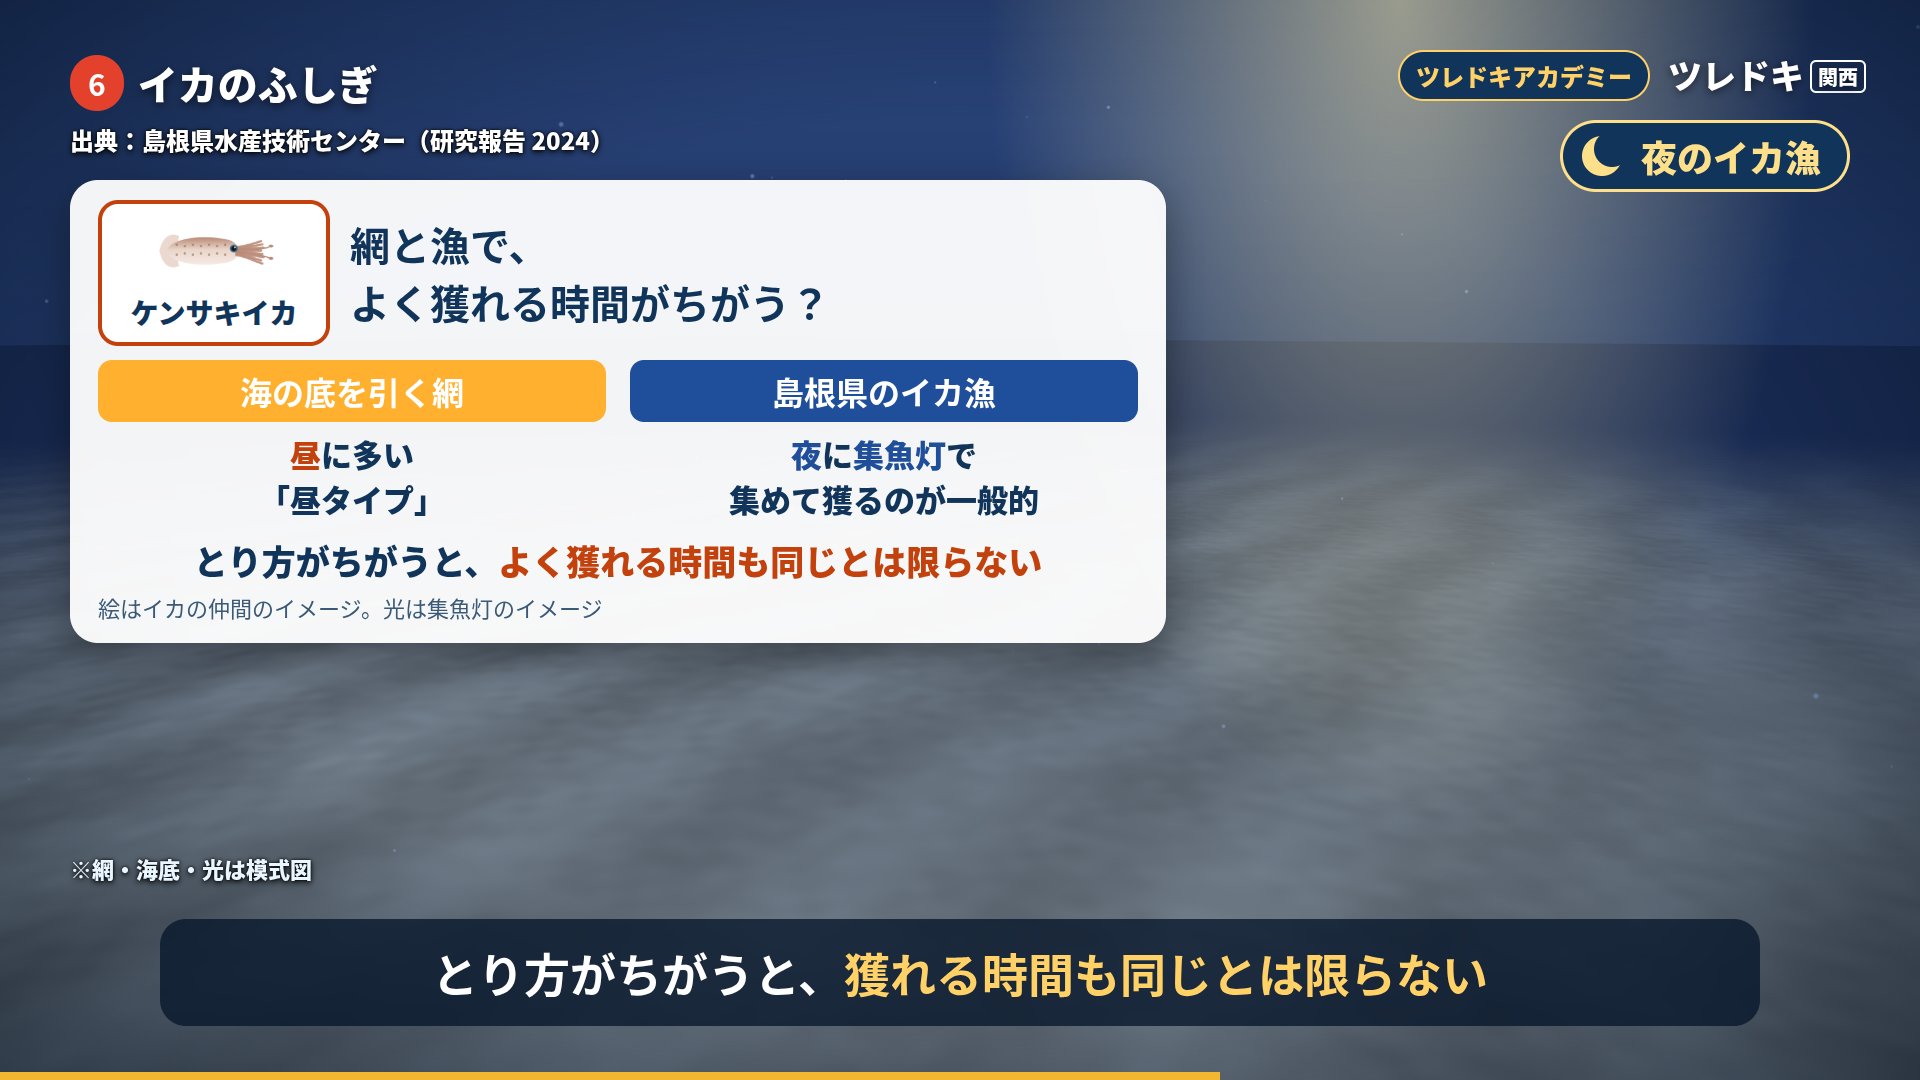 6 イカのふしぎ
出典：島根県水産技術センター（研究報告 2024）
ツレドキアカデミー
ツレドキ 関西
夜のイカ漁
ケンサキイカ
網と漁で、
よく獲れる時間がちがう？
海の底を引く網
昼に多い
「昼タイプ」
島根県のイカ漁
夜に集魚灯で
集めて獲るのが一般的
とり方がちがうと、よく獲れる時間も同じとは限らない
絵はイカの仲間のイメージ。光は集魚灯のイメージ
※網・海底・光は模式図
とり方がちがうと、獲れる時間も同じとは限らない